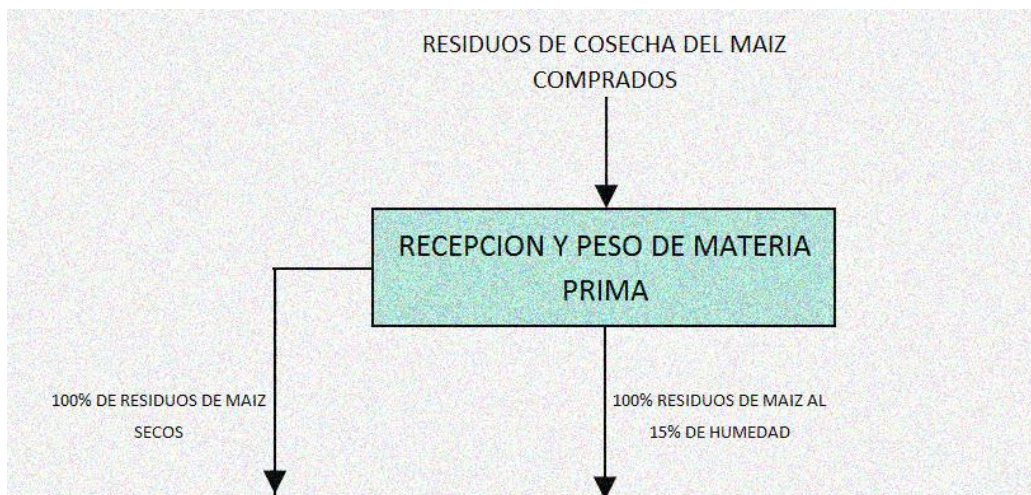 RESIDUOS DE COSECHA DEL MAIZ
COMPRADOS
RECEPCION Y PESO DE MATERIA
PRIMA
100% DE RESIDUOS DE MAIZ
SECOS
100% RESIDUOS DE MAIZ AL
15% DE HUMEDAD